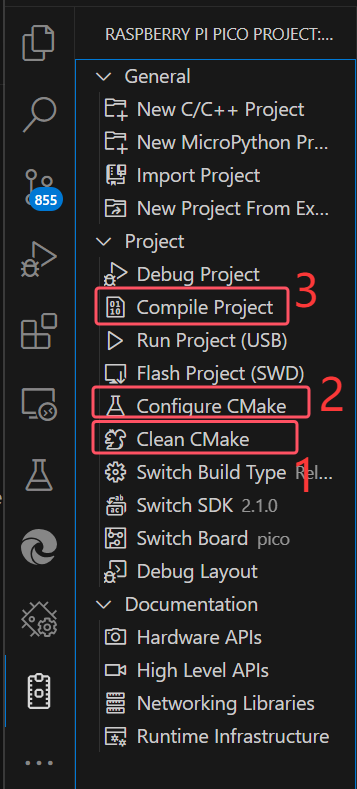 RASPBERRY PI PICO PROJECT:...
General
New C/C++ Project
New MicroPython Pr...
Import Project
New Project From Ex...
Project
Debug Project
3
Compile Project
Run Project (USB)
Flash Project (SWD)
Configure CMake 2
Clean CMake
1
Switch Build Type Rel...
Switch SDK 2.1.0
Switch Board pico
Debug Layout
Documentation
Hardware APIs
High Level APIs
Networking Libraries
Runtime Infrastructure
855